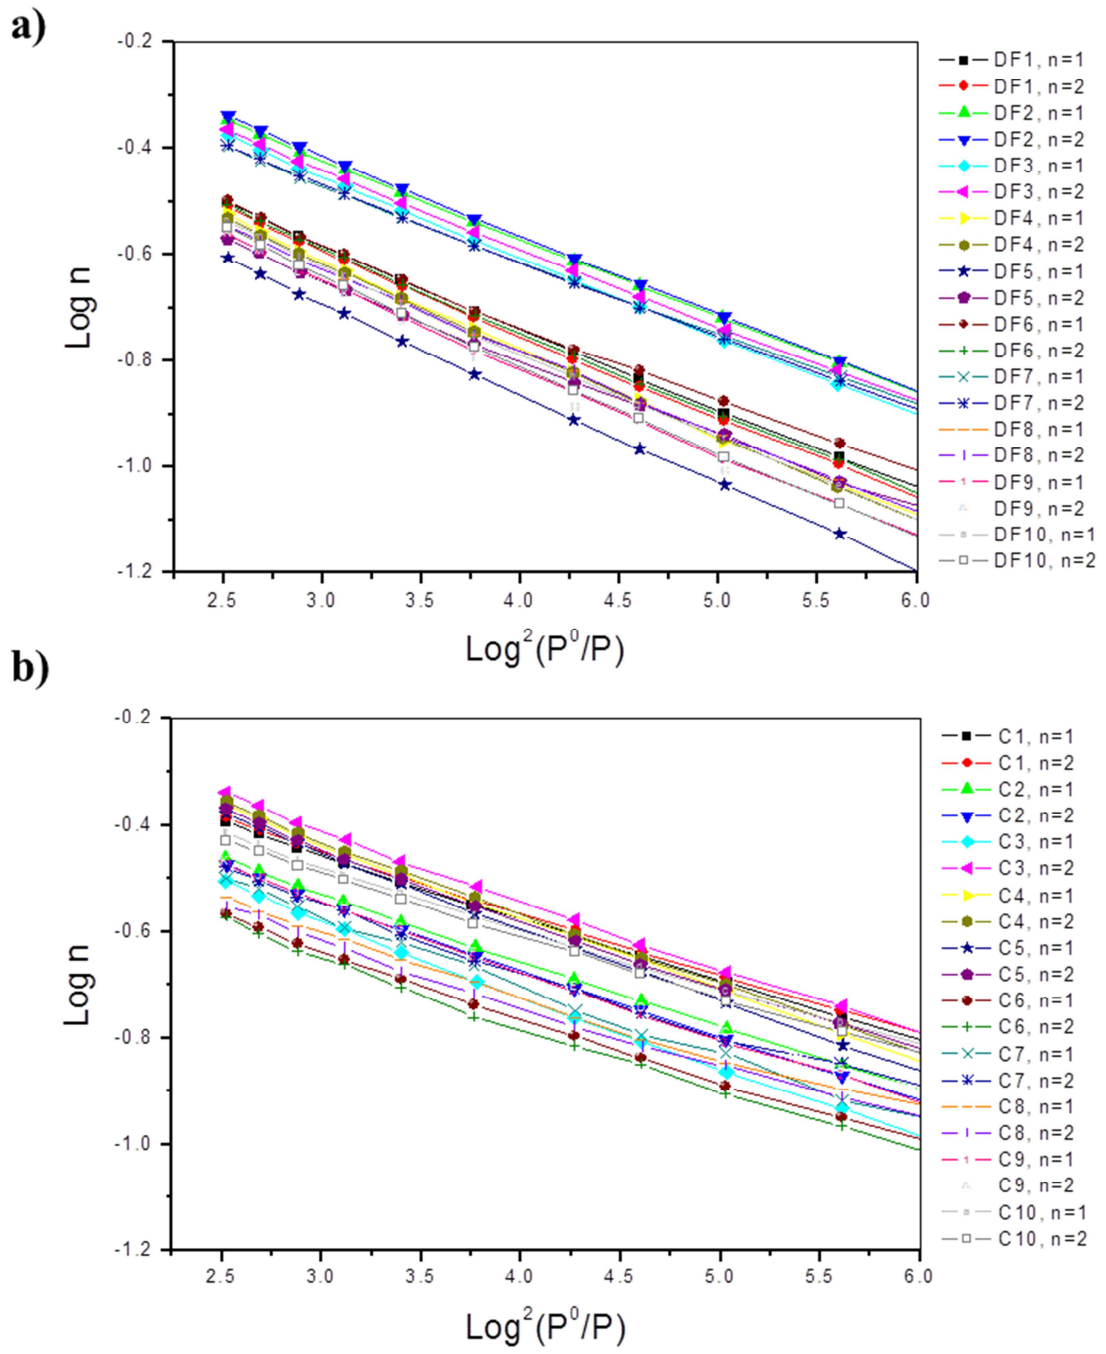 a)
-0.2
-0.4
-0.6
-0.8
-1.0
-1.2
Log n
2.5 3.0 3.5 4.0 4.5 5.0 5.5 6.0
Log²(P⁰/P)
DF1, n=1
DF1, n=2
DF2, n=1
DF2, n=2
DF3, n=1
DF3, n=2
DF4, n=1
DF4, n=2
DF5, n=1
DF5, n=2
DF6, n=1
DF6, n=2
DF7, n=1
DF7, n=2
DF8, n=1
DF8, n=2
DF9, n=1
DF9, n=2
DF10, n=1
DF10, n=2
b)
-0.2
-0.4
-0.6
-0.8
-1.0
-1.2
Log n
2.5 3.0 3.5 4.0 4.5 5.0 5.5 6.0
Log²(P⁰/P)
C1, n=1
C1, n=2
C2, n=1
C2, n=2
C3, n=1
C3, n=2
C4, n=1
C4, n=2
C5, n=1
C5, n=2
C6, n=1
C6, n=2
C7, n=1
C7, n=2
C8, n=1
C8, n=2
C9, n=1
C9, n=2
C10, n=1
C10, n=2